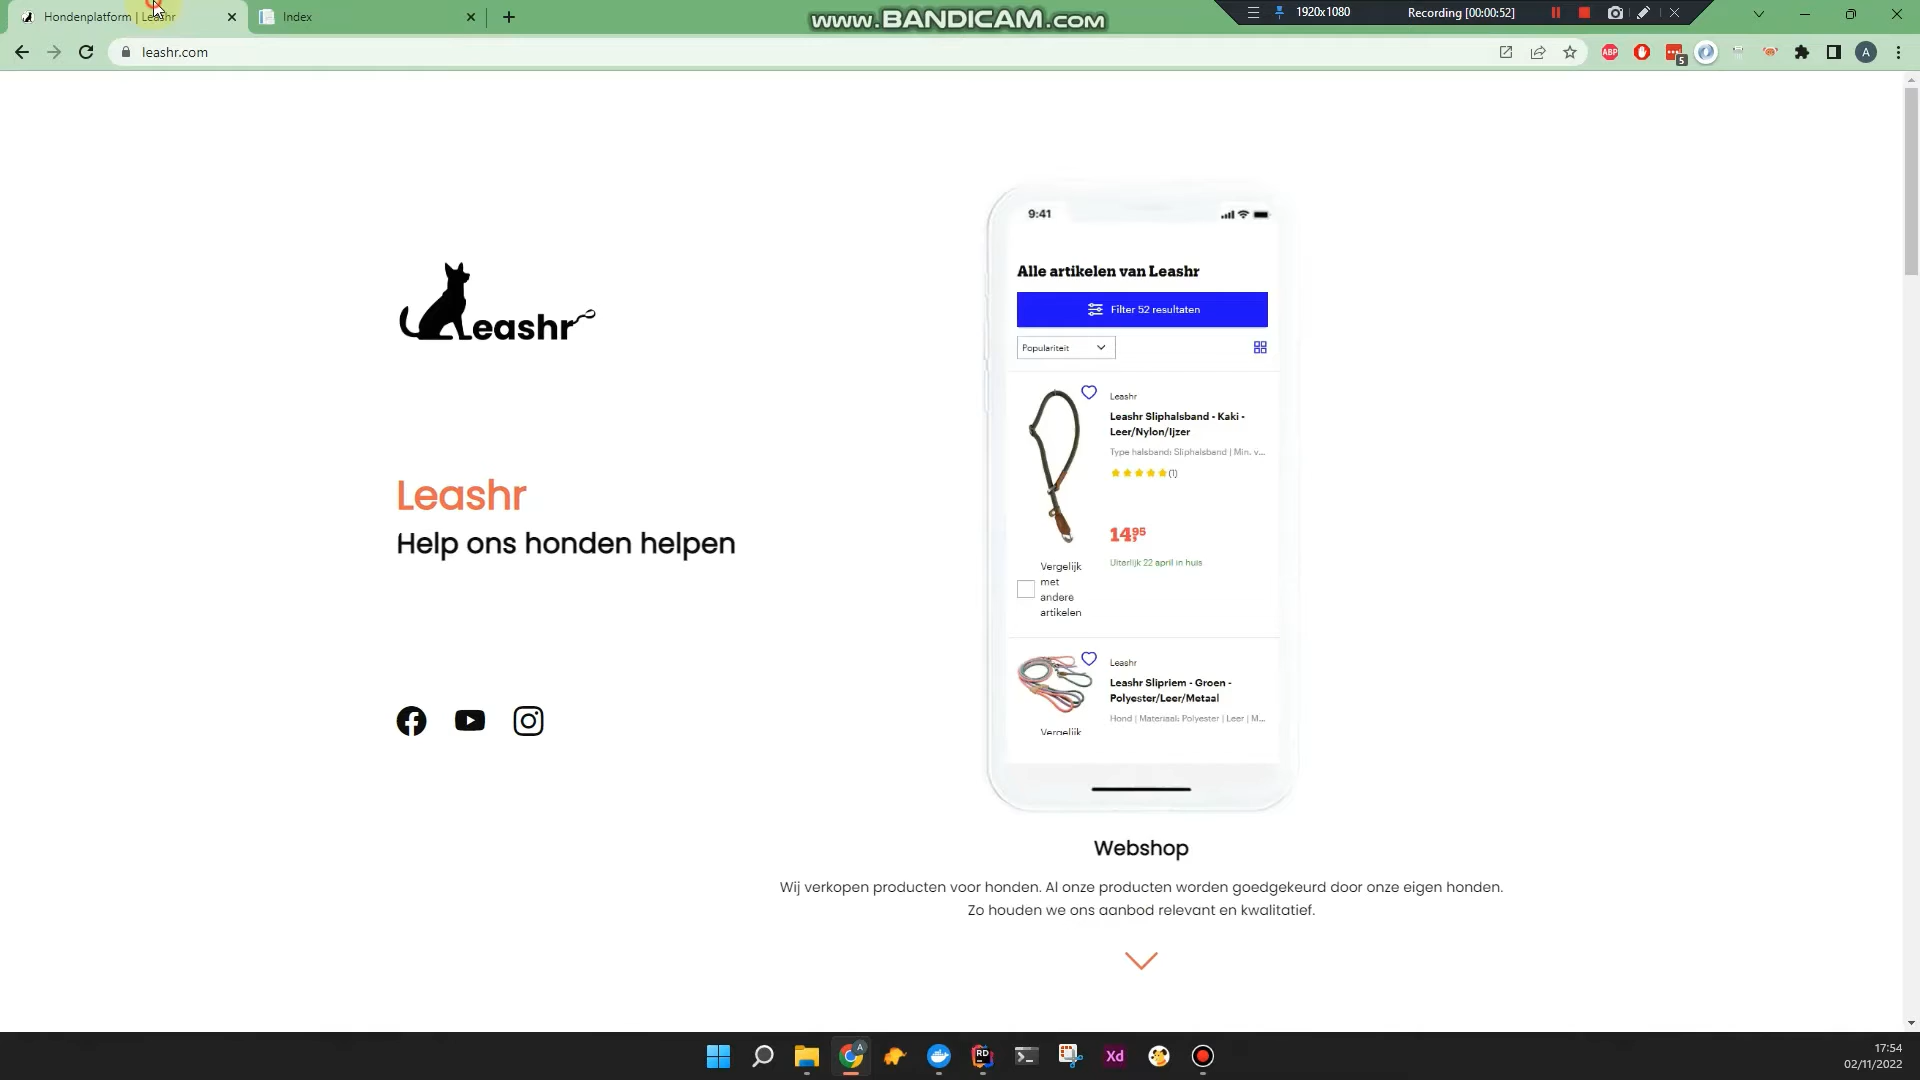 Hondenplatform | Leashr
Index
www.BANDICAM.com
1920x1080
Recording [00:00:52]
leashr.com
ABP
5
A
9:41
Alle artikelen van Leashr
Filter 52 resultaten
Populariteit
Leashr
Leashr Sliphalsband - Kaki -
Leer/Nylon/Ijzer
Type halsband: Sliphalsband | Min. v...
(1)
14,95
Uiterlijk 22 april in huis
Vergelijk
met
andere
artikelen
Leashr
Leashr Slipriem - Groen -
Polyester/Leer/Metaal
Hond | Materiaal: Polyester | Leer | M...
Vergelijk
Leashr
Leashr
Help ons honden helpen
Webshop
Wij verkopen producten voor honden. Al onze producten worden goedgekeurd door onze eigen honden.
Zo houden we ons aanbod relevant en kwalitatief.
A
RD
Xd
17:54
02/11/2022